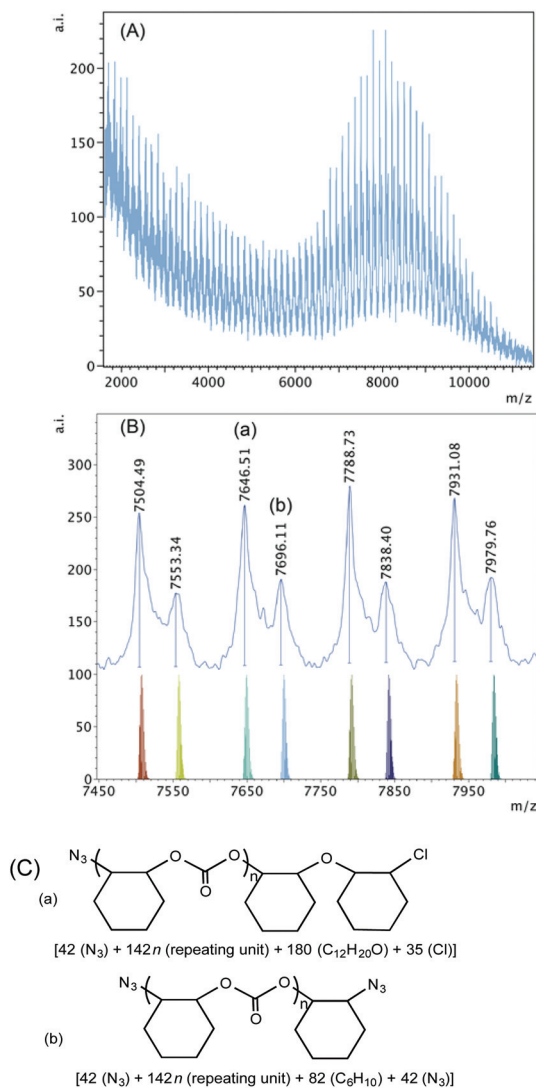 (A)
a.i.
200
150
100
50
0
2000 4000 6000 8000 10000
m/z
(B)
a.i.
(a)
(b)
7504.49
7553.34
7646.51
7696.11
7788.73
7838.40
7931.08
7979.76
300
250
200
150
100
50
0
7450 7550 7650 7750 7850 7950
m/z
(C)
(a)
N₃ O O O n O Cl
[42 (N₃) + 142n (repeating unit) + 180 (C₁₂H₂₀O) + 35 (Cl)]
(b)
N₃ O O O n N₃
[42 (N₃) + 142n (repeating unit) + 82 (C₆H₁₀) + 42 (N₃)]